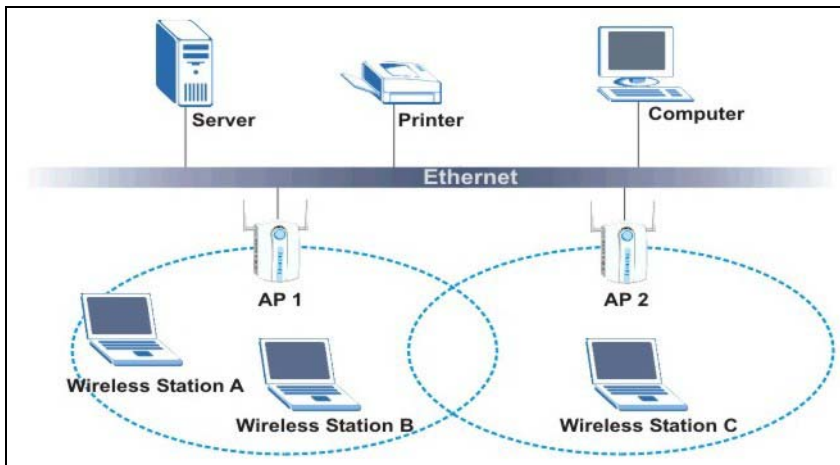 Server
Printer
Computer
Ethernet
AP 1
AP 2
Wireless Station A
Wireless Station B
Wireless Station C